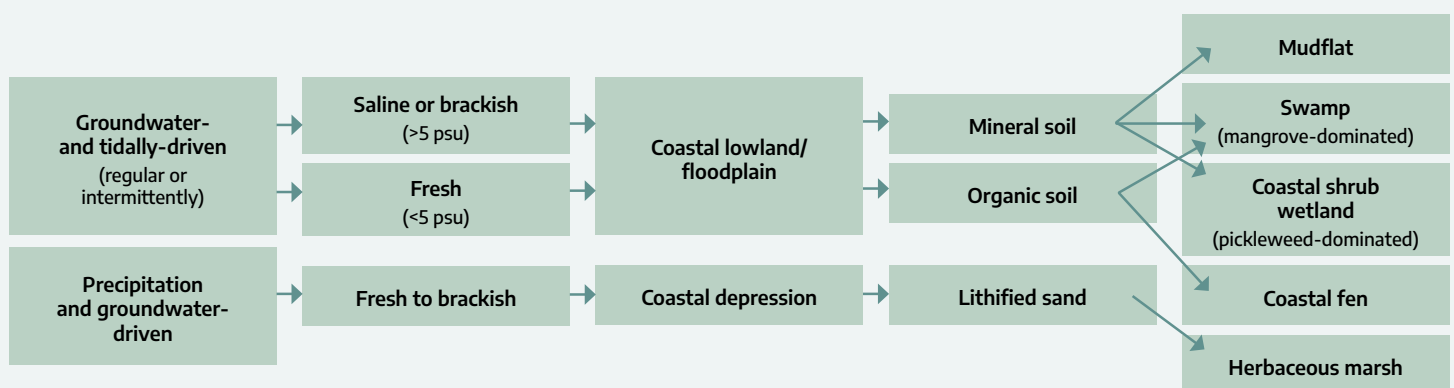 Groundwater-
and tidally-driven
(regular or
intermittently)
Saline or brackish
(>5 psu)
Fresh
(<5 psu)
Coastal lowland/
floodplain
Mineral soil
Organic soil
Mudflat
Swamp
(mangrove-dominated)
Coastal shrub
wetland
(pickleweed-dominated)
Precipitation
and groundwater-
driven
Fresh to brackish
Coastal depression
Lithified sand
Coastal fen
Herbaceous marsh